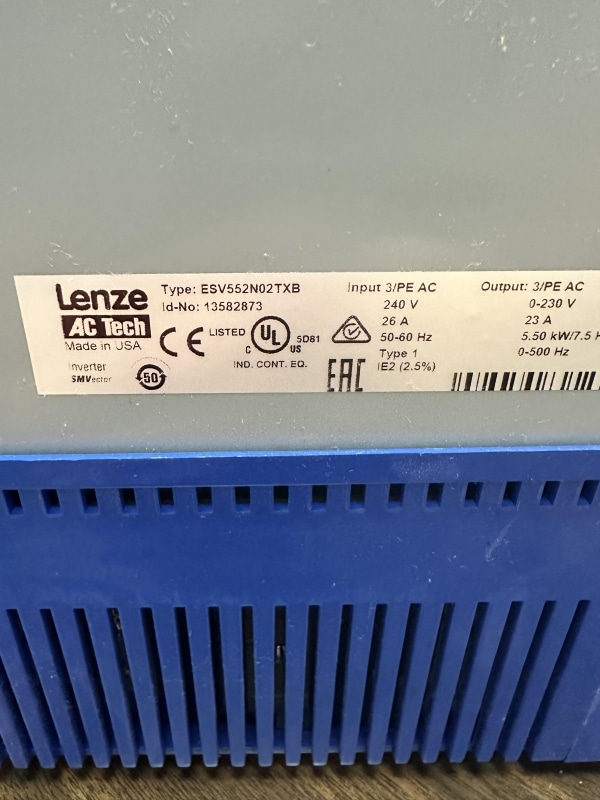 Lenze
AC Tech
Made in USA
Inverter
SMVector
50
Type: ESV552N02TXB
Id-No: 13582873
CE
LISTED
C UL US
5D81
IND. CONT. EQ.
EAC
Input 3/PE AC
240 V
26 A
50-60 Hz
Type 1
IE2 (2.5%)
Output: 3/PE AC
0-230 V
23 A
5.50 kW/7.5 H
0-500 Hz